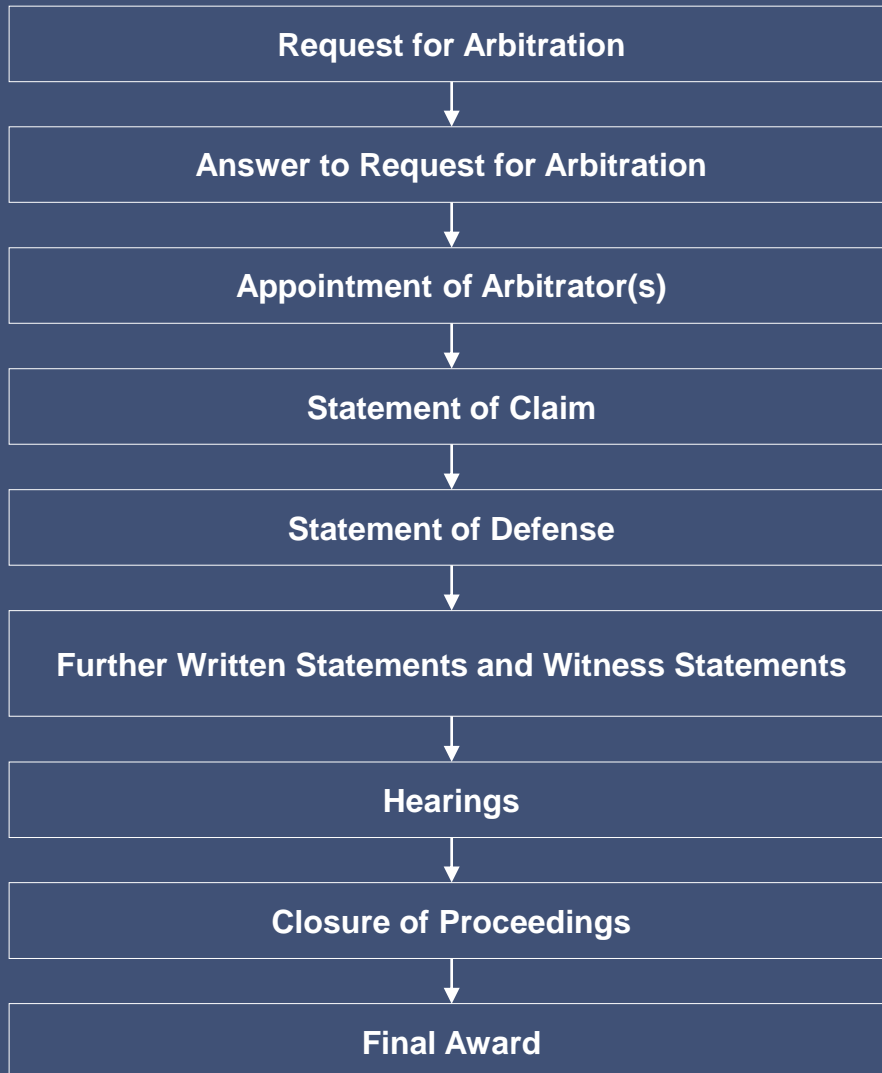 Request for Arbitration
Answer to Request for Arbitration
Appointment of Arbitrator(s)
Statement of Claim
Statement of Defense
Further Written Statements and Witness Statements
Hearings
Closure of Proceedings
Final Award